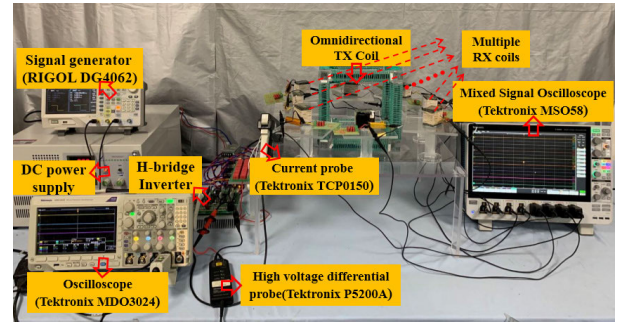 Signal generator
(RIGOL DG4062)
Omnidirectional
TX Coil
Multiple
RX coils
Mixed Signal Oscilloscope
(Tektronix MSO58)
DC power
supply
H-bridge
Inverter
Current probe
(Tektronix TCP0150)
Oscilloscope
(Tektronix MDO3024)
High voltage differential
probe(Tektronix P5200A)